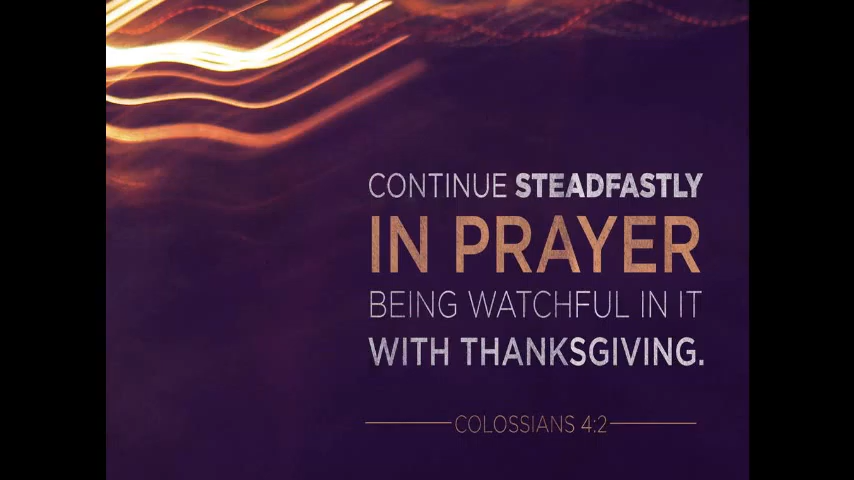 CONTINUE STEADFASTLY
IN PRAYER
BEING WATCHFUL IN IT
WITH THANKSGIVING.
COLOSSIANS 4:2